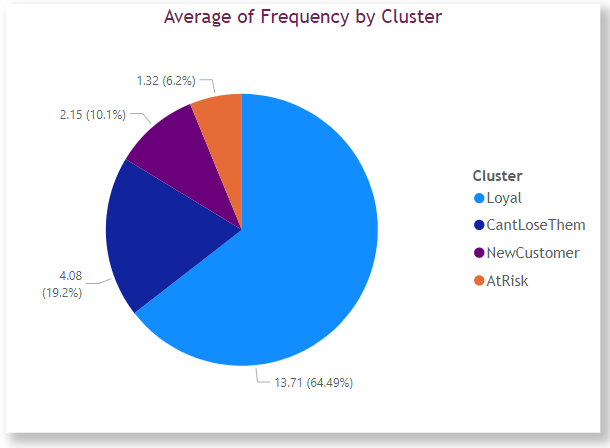 Average of Frequency by Cluster
1.32 (6.2%)
2.15 (10.1%)
4.08
(19.2%)
13.71 (64.49%)
Cluster
Loyal
CantLoseThem
NewCustomer
AtRisk